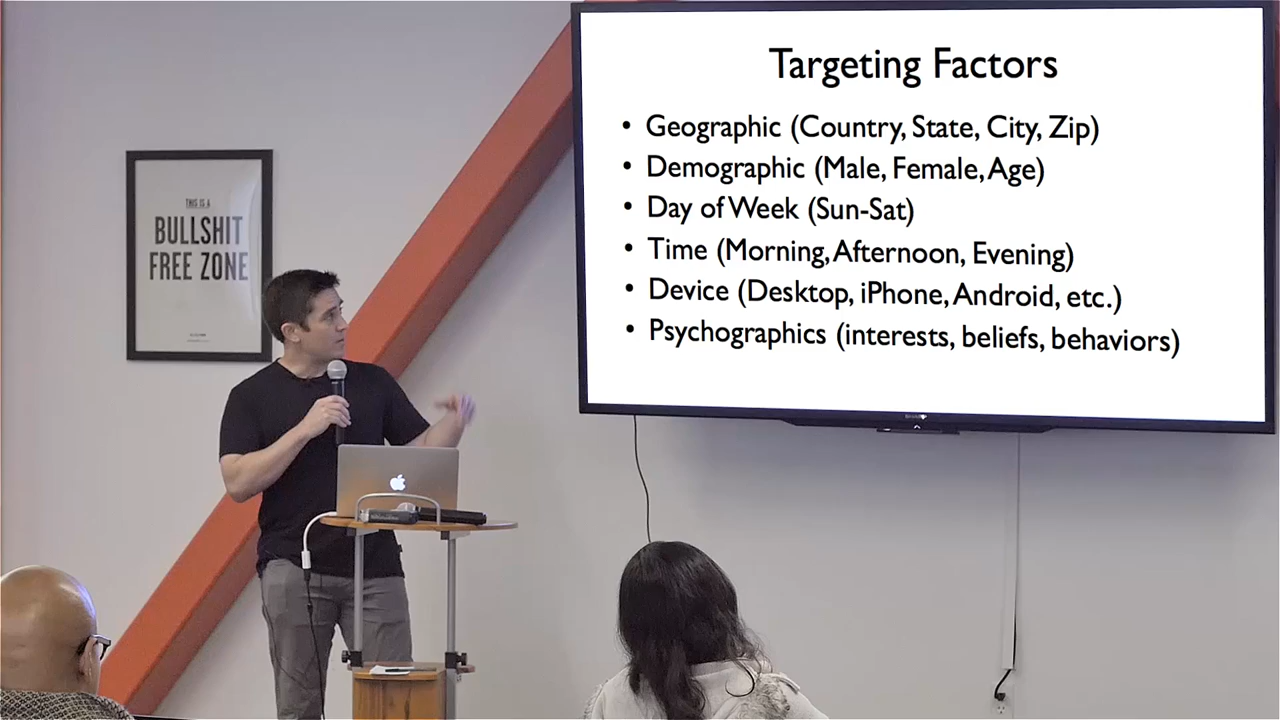 Targeting Factors
• Geographic (Country, State, City, Zip)
• Demographic (Male, Female, Age)
• Day of Week (Sun-Sat)
• Time (Morning, Afternoon, Evening)
• Device (Desktop, iPhone, Android, etc.)
• Psychographics (interests, beliefs, behaviors)
THIS IS A
BULLSHIT
FREE ZONE